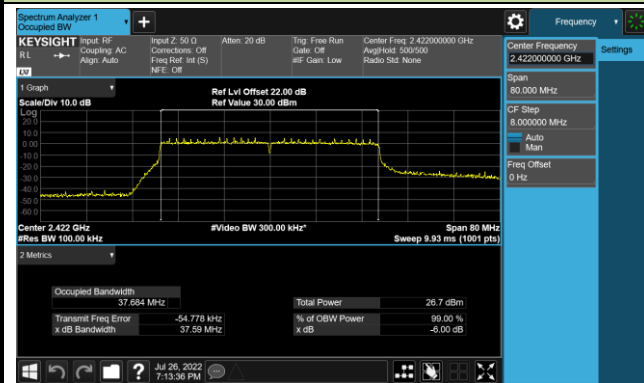 Spectrum Analyzer 1
Occupied BW
Frequency
KEYSIGHT
Input: RF
Coupling: AC
Align: Auto
Input Z: 50 Ω
Corrections: Off
Freq Ref: Int (S)
NFE: Off
Atten: 20 dB
Trig: Free Run
Gate: Off
#IF Gain: Low
Center Freq: 2.422000000 GHz
Avg|Hold: 500/500
Radio Std: None
RL
LXI
Center Frequency
2.422000000 GHz
Settings
Span
80.000 MHz
CF Step
8.000000 MHz
Auto
Man
Freq Offset
0 Hz
1 Graph
Scale/Div 10.0 dB
Ref Lvl Offset 22.00 dB
Ref Value 30.00 dBm
Log
20.0
10.0
0.00
-10.0
-20.0
-30.0
-40.0
-50.0
-60.0
Center 2.422 GHz
#Res BW 100.00 kHz
#Video BW 300.00 kHz*
Span 80 MHz
Sweep 9.93 ms (1001 pts)
2 Metrics
Occupied Bandwidth
37.684 MHz
Total Power 26.7 dBm
Transmit Freq Error -54.778 kHz
% of OBW Power 99.00 %
x dB Bandwidth 37.59 MHz
x dB -6.00 dB
?
Jul 26, 2022
7:13:36 PM